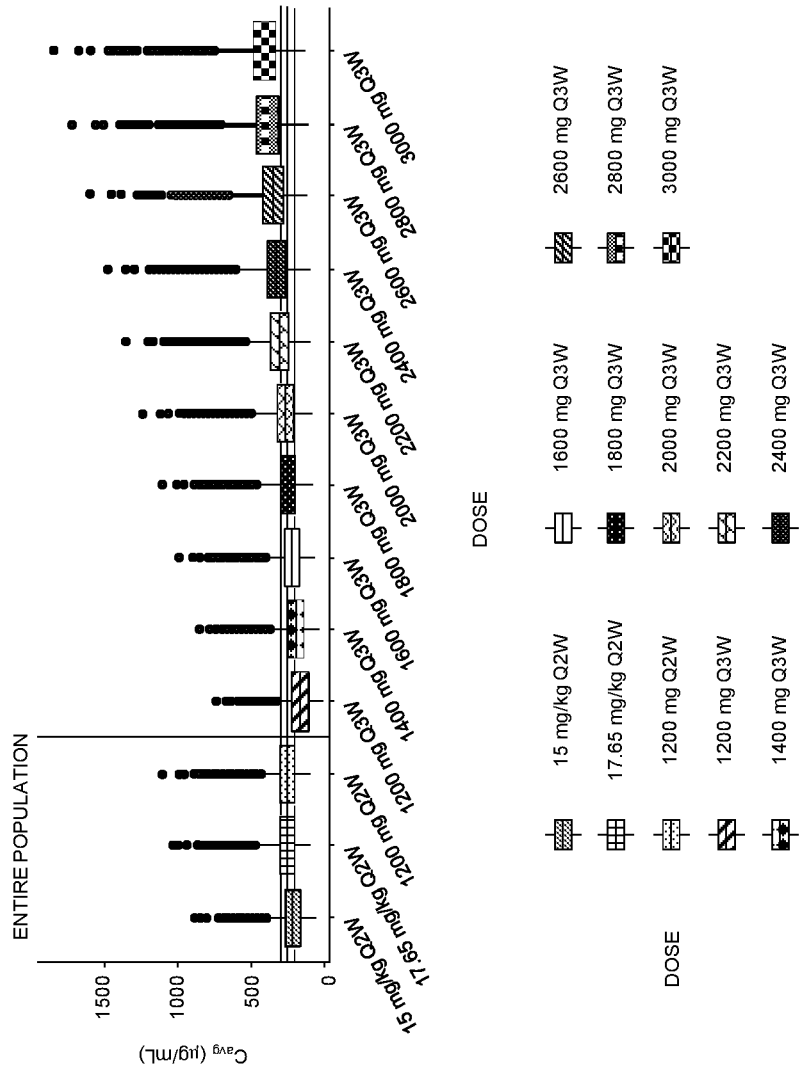 ENTIRE POPULATION
Cavg (µg/mL)
1500
1000
500
0
15 mg/kg Q2W
17.65 mg/kg Q2W
1200 mg Q2W
1200 mg Q3W
1400 mg Q3W
1600 mg Q3W
1800 mg Q3W
2000 mg Q3W
2200 mg Q3W
2400 mg Q3W
2600 mg Q3W
2800 mg Q3W
3000 mg Q3W
DOSE
DOSE
15 mg/kg Q2W
17.65 mg/kg Q2W
1200 mg Q2W
1200 mg Q3W
1400 mg Q3W
1600 mg Q3W
1800 mg Q3W
2000 mg Q3W
2200 mg Q3W
2400 mg Q3W
2600 mg Q3W
2800 mg Q3W
3000 mg Q3W